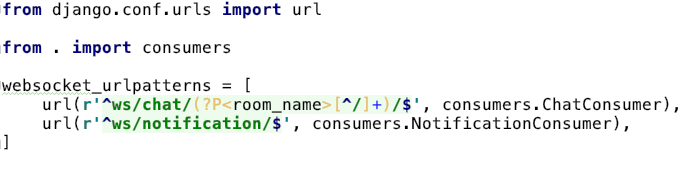 from django.conf.urls import url
from . import consumers
websocket_urlpatterns = [
url(r'^ws/chat/(?P<room_name>[^/]+)/$', consumers.ChatConsumer),
url(r'^ws/notification/$', consumers.NotificationConsumer),
]